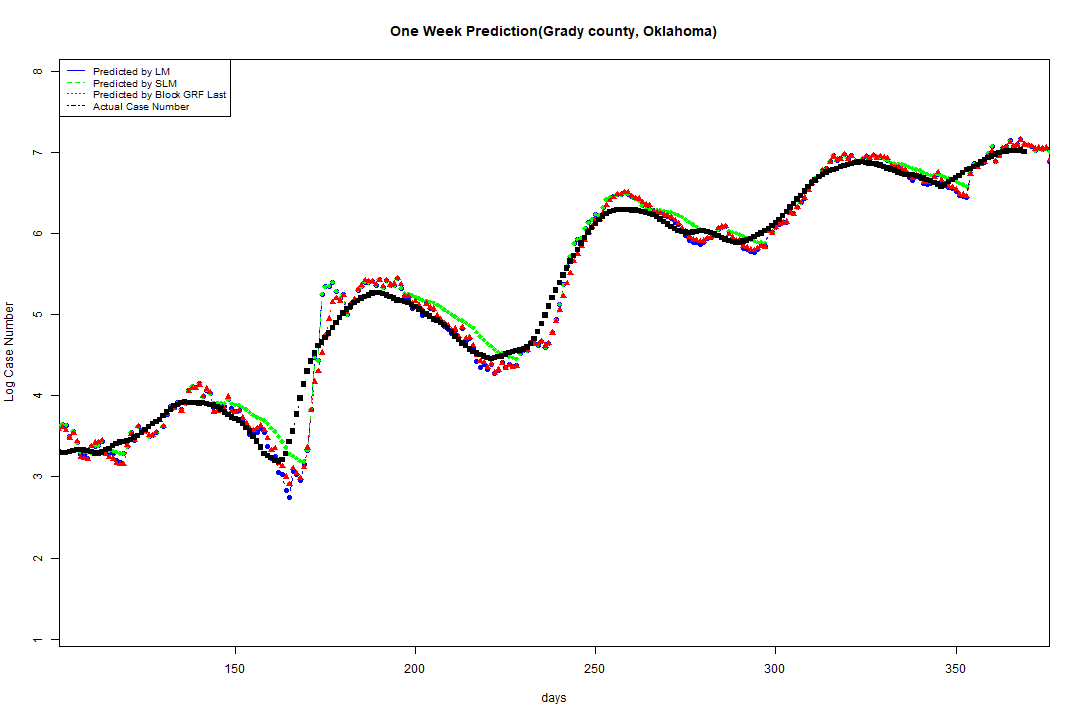 One Week Prediction(Grady county, Oklahoma)
Predicted by LM
Predicted by SLM
Predicted by Block GRF Last
Actual Case Number
8
7
6
5
4
3
2
1
Log Case Number
150 200 250 300 350
days